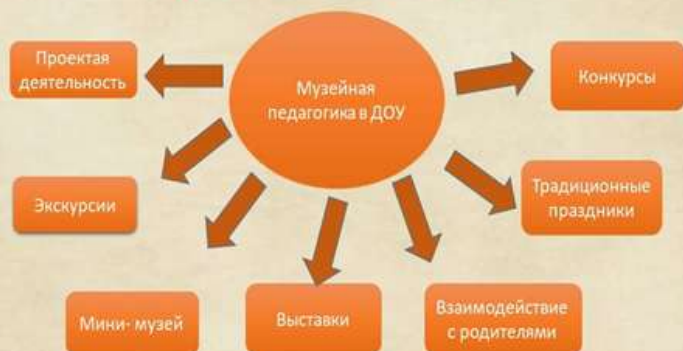 Музейная
педагогика в ДОУ
Проектая
деятельность
Конкурсы
Экскурсии
Традиционные
праздники
Мини- музей
Выставки
Взаимодействие
с родителями